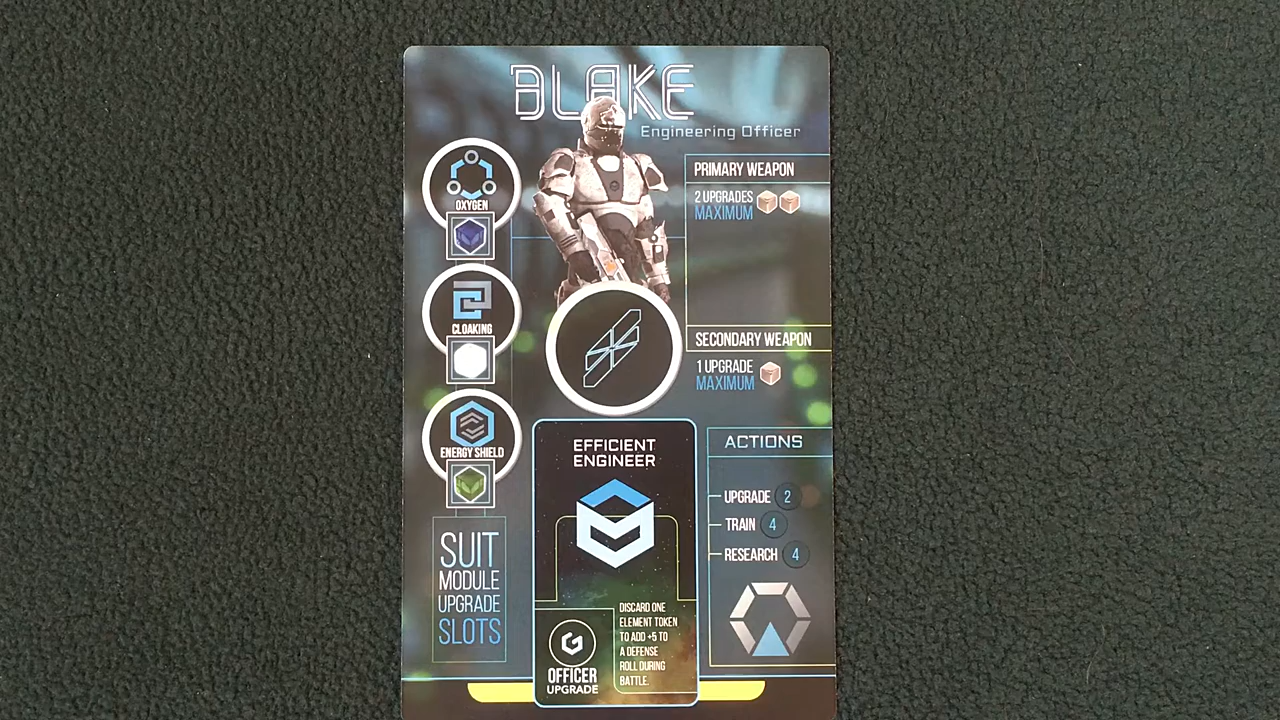 BLAKE
Engineering Officer
OXYGEN
CLOAKING
ENERGY SHIELD
SUIT
MODULE
UPGRADE
SLOTS
PRIMARY WEAPON
2 UPGRADES
MAXIMUM
SECONDARY WEAPON
1 UPGRADE
MAXIMUM
EFFICIENT
ENGINEER
OFFICER
UPGRADE
DISCARD ONE
ELEMENT TOKEN
TO ADD +5 TO
A DEFENSE
ROLL DURING
BATTLE.
ACTIONS
UPGRADE 2
TRAIN 4
RESEARCH 4